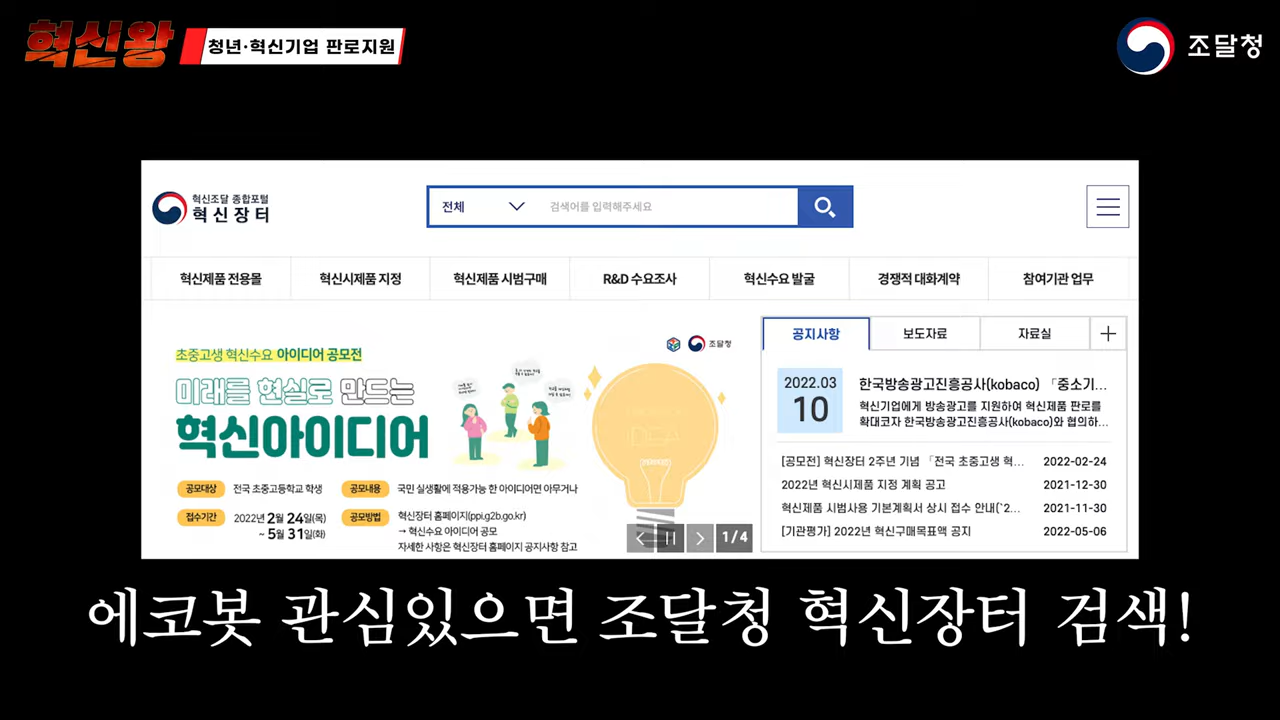 혁신왕
청년·혁신기업 판로지원
조달청
혁신조달 종합포털
혁신장터
전체
검색어를 입력해주세요
혁신제품 전용몰
혁신시제품 지정
혁신제품 시범구매
R&D 수요조사
혁신수요 발굴
경쟁적 대화계약
참여기관 업무
초중고생 혁신수요 아이디어 공모전
조달청
미래를 현실로 만드는
혁신아이디어
공모대상 전국 초중고등학교 학생
공모내용 국민 실생활에 적용가능 한 아이디어면 아무거나
접수기간 2022년 2월 24일(목)
~ 5월 31일(화)
공모방법 혁신장터 홈페이지(ppi.g2b.go.kr)
→ 혁신수요 아이디어 공모
자세한 사항은 혁신장터 홈페이지 공지사항 참고
1/4
공지사항
보도자료
자료실
2022.03
10
한국방송광고진흥공사(kobaco) 「중소기...
혁신기업에게 방송광고를 지원하여 혁신제품 판로를
확대코자 한국방송광고진흥공사(kobaco)와 협의하...
[공모전] 혁신장터 2주년 기념 「전국 초중고생 혁... 2022-02-24
2022년 혁신시제품 지정 계획 공고 2021-12-30
혁신제품 시범사용 기본계획서 상시 접수 안내(`2... 2021-11-30
[기관평가] 2022년 혁신구매목표액 공지 2022-05-06
에코봇 관심있으면 조달청 혁신장터 검색!